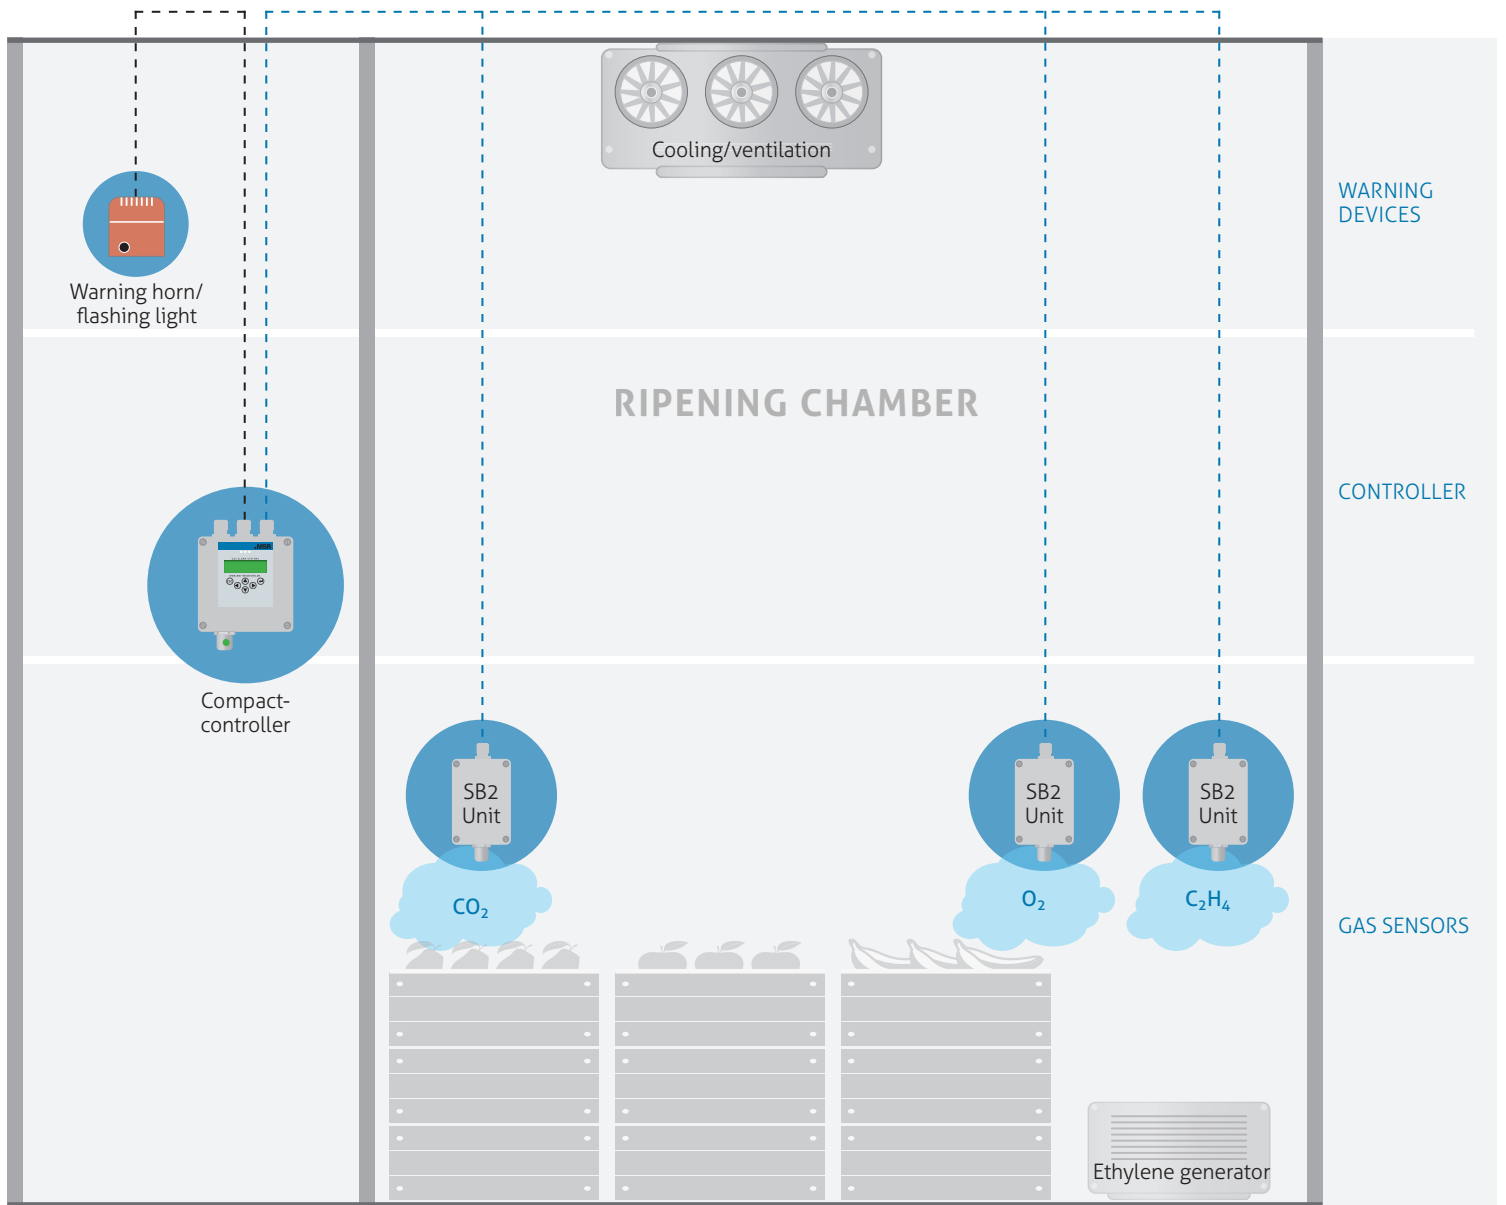 Cooling/ventilation
WARNING
DEVICES
Warning horn/
flashing light
RIPENING CHAMBER
CONTROLLER
MSR
Compact-
controller
SB2
Unit
SB2
Unit
SB2
Unit
CO₂
O₂
C₂H₄
GAS SENSORS
Ethylene generator